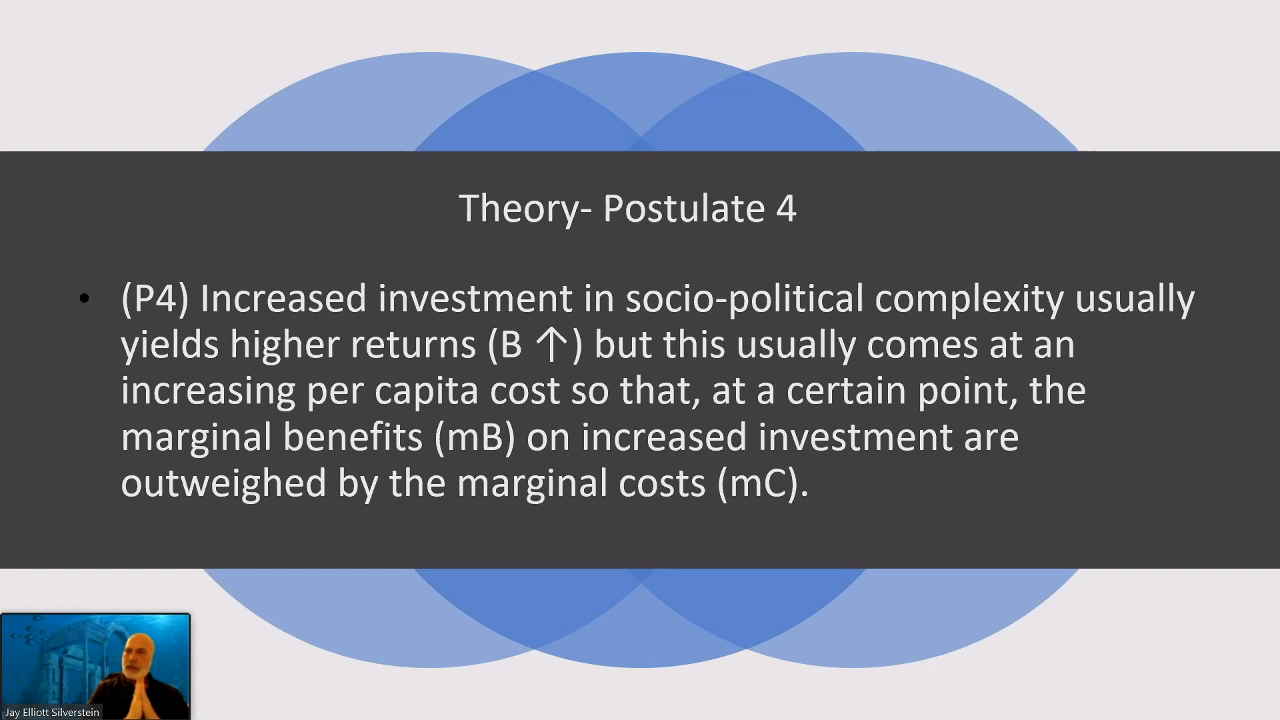 Theory- Postulate 4
• (P4) Increased investment in socio-political complexity usually
yields higher returns (B ↑) but this usually comes at an
increasing per capita cost so that, at a certain point, the
marginal benefits (mB) on increased investment are
outweighed by the marginal costs (mC).
Jay Elliott Silverstein